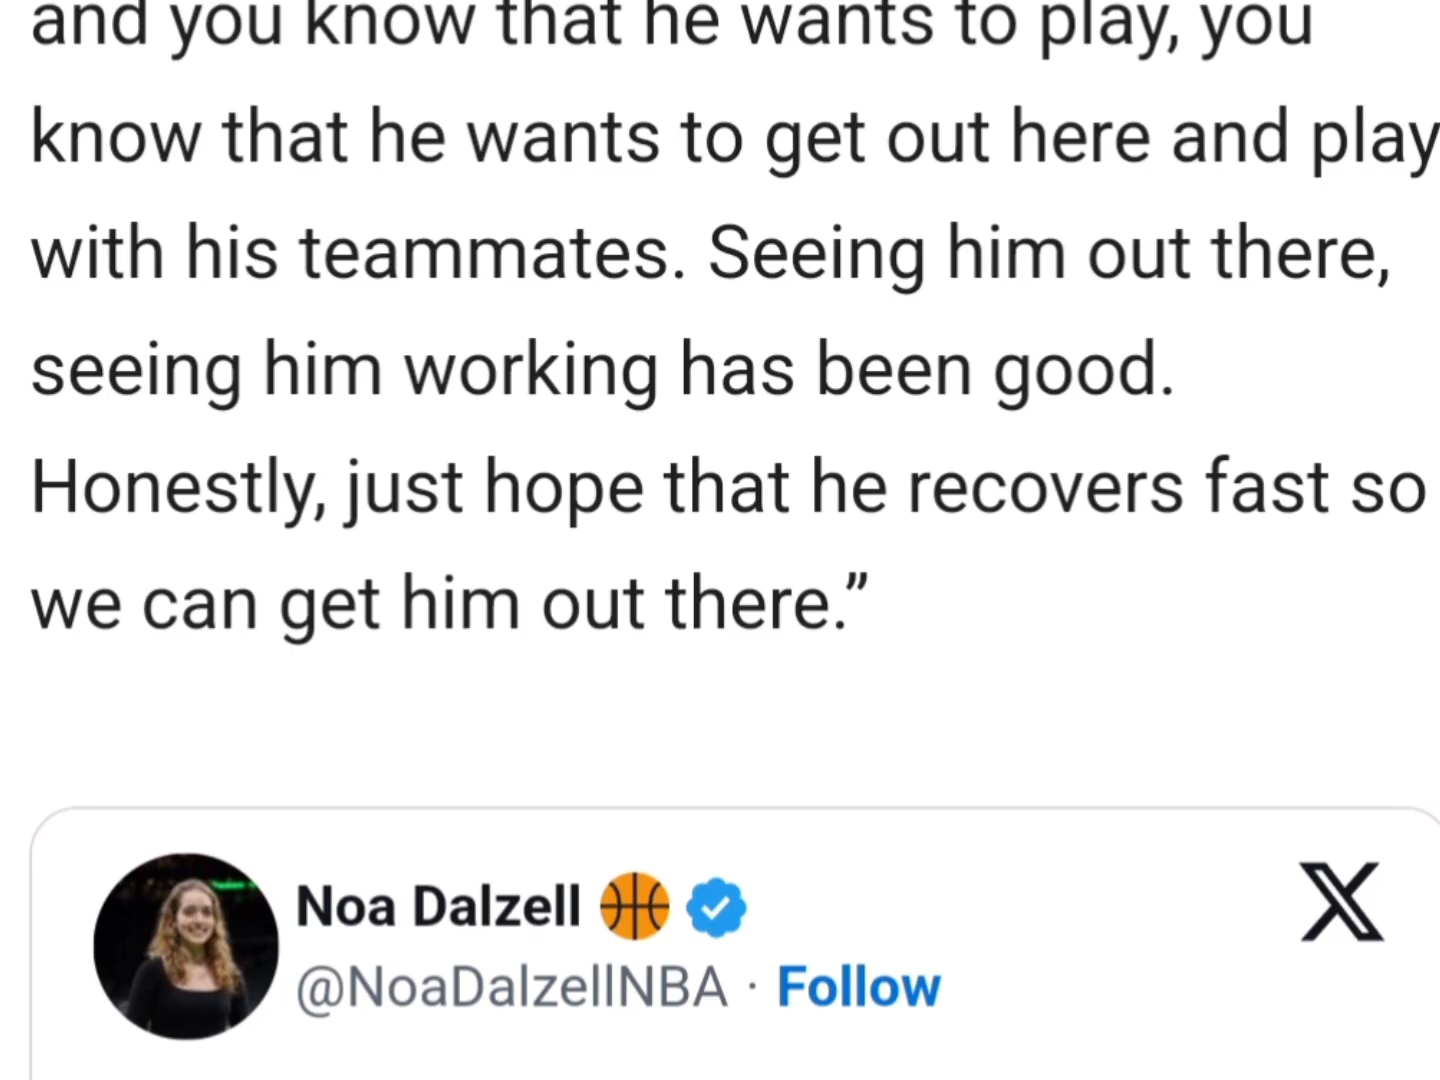 and you know that he wants to play, you
know that he wants to get out here and play
with his teammates. Seeing him out there,
seeing him working has been good.
Honestly, just hope that he recovers fast so
we can get him out there.”
Noa Dalzell 🏀
@NoaDalzellNBA · Follow